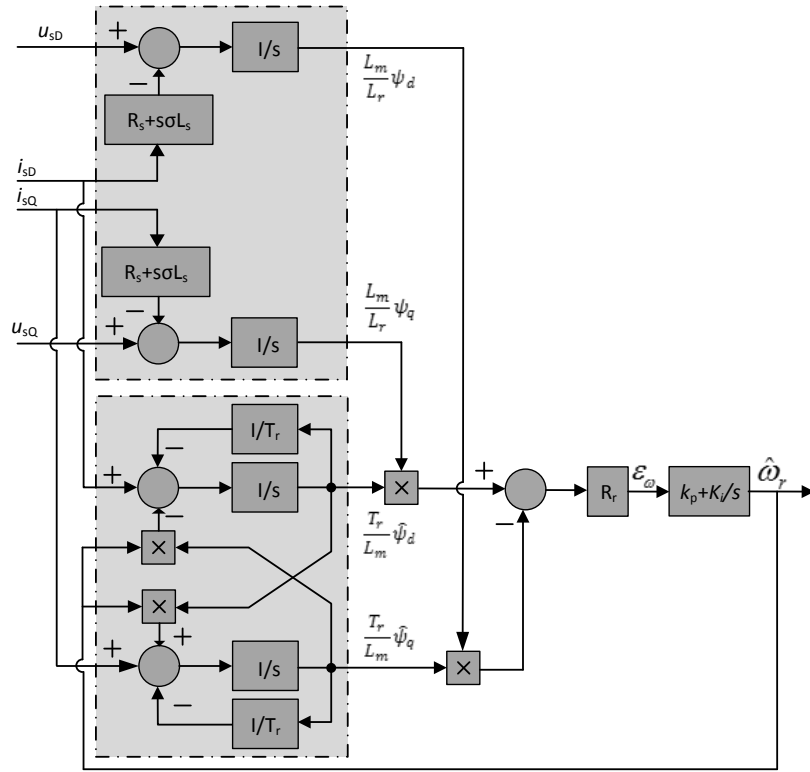 u_sD
+
−
I/s
L_m/L_r ψ_d
R_s+sσL_s
i_sD
i_sQ
R_s+sσL_s
L_m/L_r ψ_q
−
+
u_sQ
I/s
−
I/T_r
+
I/s
×
+
−
R_r
ε_ω
k_p+K_i/s
ω̂_r
−
T_r/L_m ψ̂_d
×
×
+
T_r/L_m ψ̂_q
+
I/s
×
−
I/T_r